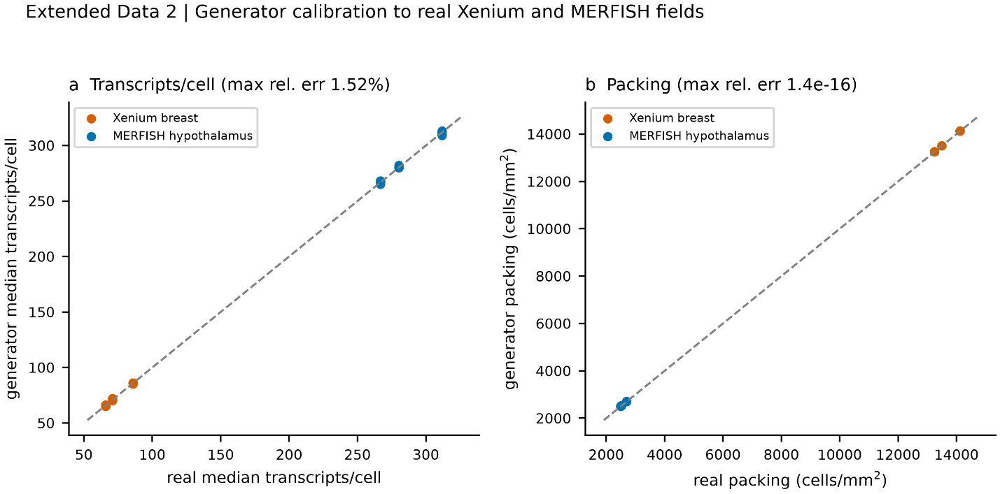 Extended Data 2 | Generator calibration to real Xenium and MERFISH fields
a Transcripts/cell (max rel. err 1.52%)
Xenium breast
MERFISH hypothalamus
generator median transcripts/cell
300
250
200
150
100
50
50 100 150 200 250 300
real median transcripts/cell
b Packing (max rel. err 1.4e-16)
Xenium breast
MERFISH hypothalamus
generator packing (cells/mm²)
14000
12000
10000
8000
6000
4000
2000
2000 4000 6000 8000 10000 12000 14000
real packing (cells/mm²)